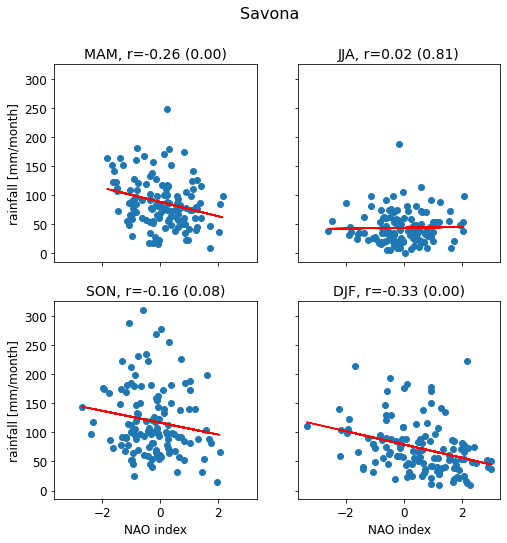 Savona
MAM, r=-0.26 (0.00)
JJA, r=0.02 (0.81)
rainfall [mm/month]
300
250
200
150
100
50
0
SON, r=-0.16 (0.08)
DJF, r=-0.33 (0.00)
rainfall [mm/month]
300
250
200
150
100
50
0
−2 0 2
−2 0 2
NAO index
NAO index